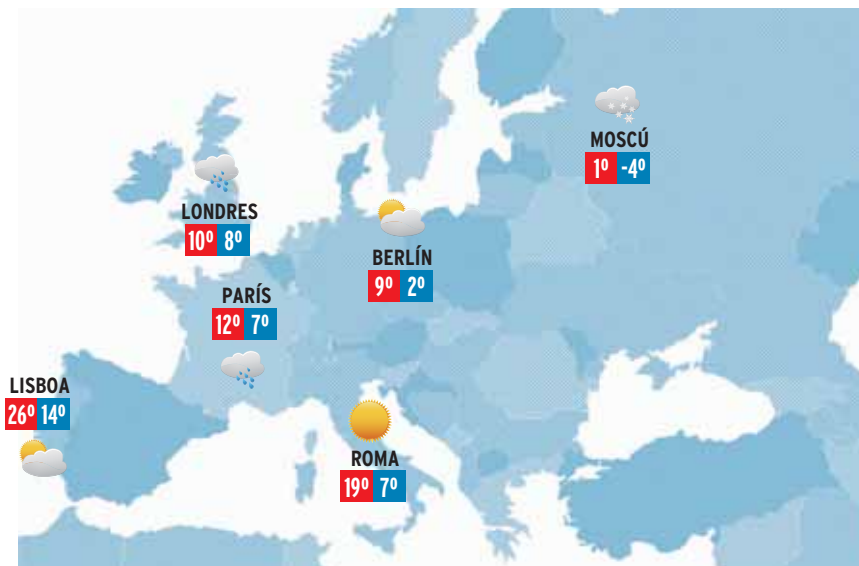 MOSCÚ
1º -4º
LONDRES
10º 8º
BERLÍN
9º 2º
PARÍS
12º 7º
LISBOA
26º 14º
ROMA
19º 7º